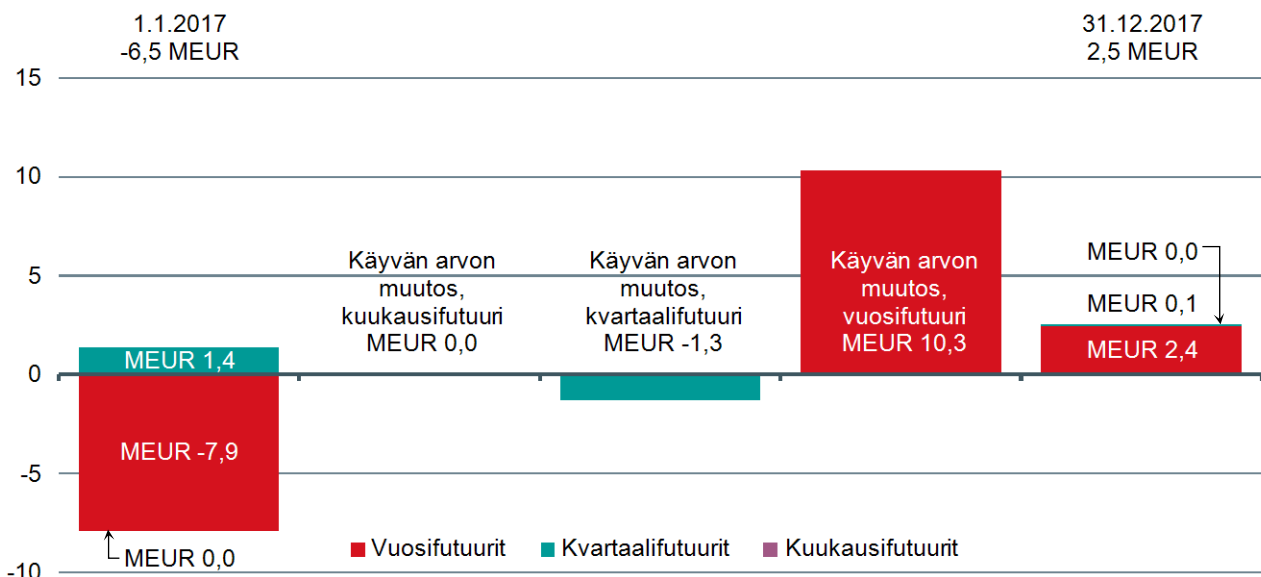 1.1.2017
-6,5 MEUR
31.12.2017
2,5 MEUR
15
10
5
0
-5
-10
MEUR 1,4
MEUR -7,9
MEUR 0,0
Käyvän arvon
muutos,
kuukausifutuuri
MEUR 0,0
Käyvän arvon
muutos,
kvartaalifutuuri
MEUR -1,3
Käyvän arvon
muutos,
vuosifutuuri
MEUR 10,3
MEUR 0,0
MEUR 0,1
MEUR 2,4
Vuosifutuurit
Kvartaalifutuurit
Kuukausifutuurit